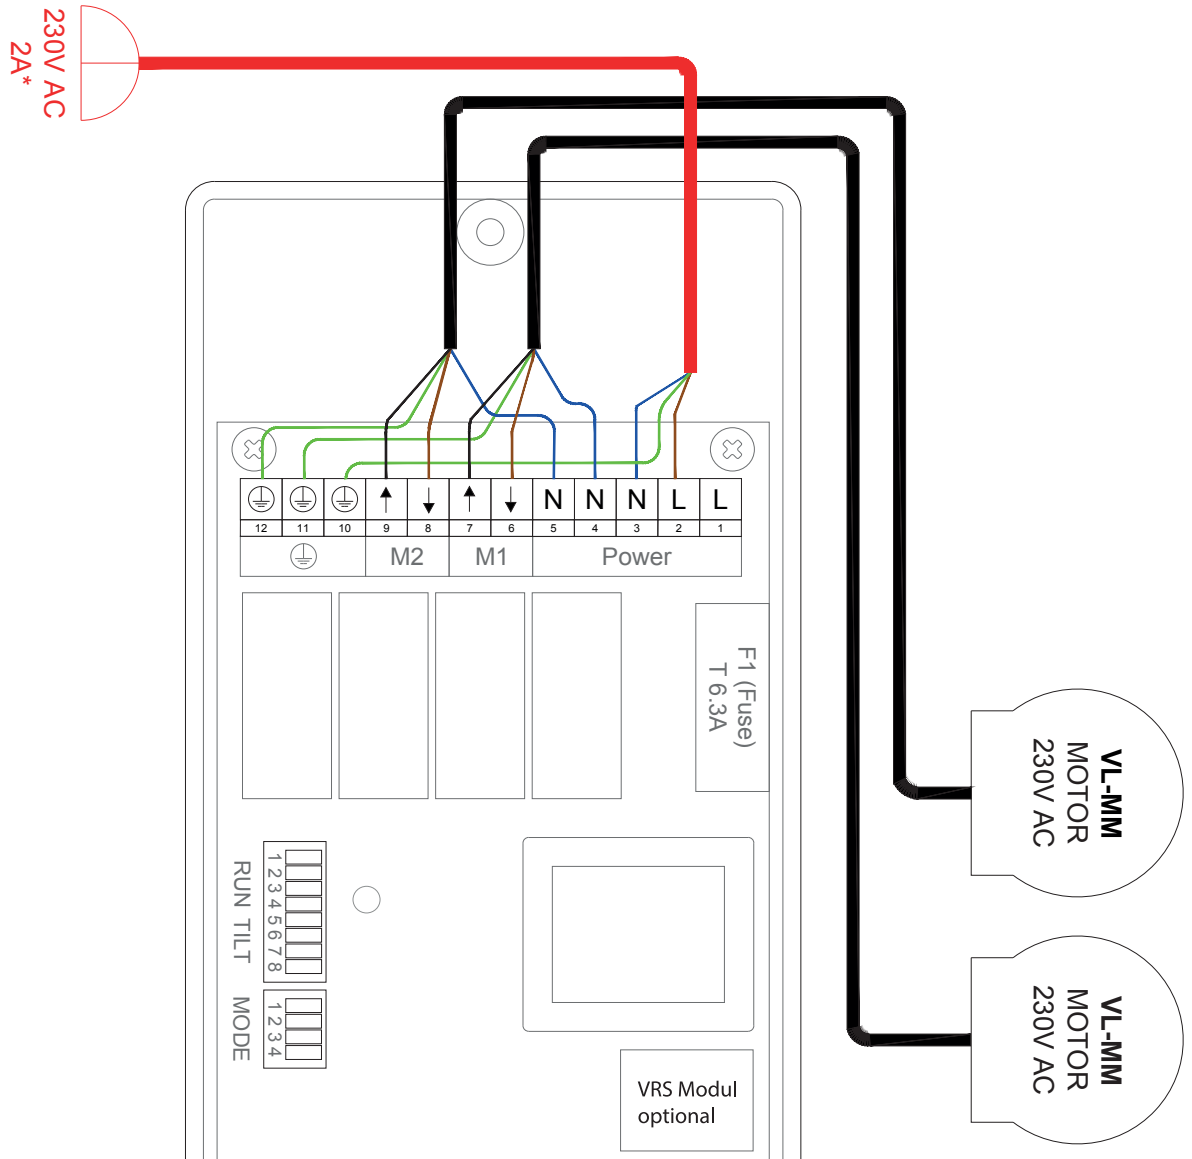 230V AC
2A*
N N N L L
12 11 10 9 8 7 6 5 4 3 2 1
M2 M1 Power
F1 (Fuse)
T 6.3A
VL-MM
MOTOR
230V AC
1 2 3 4 5 6 7 8
RUN TILT
1 2 3 4
MODE
VL-MM
MOTOR
230V AC
VRS Modul
optional